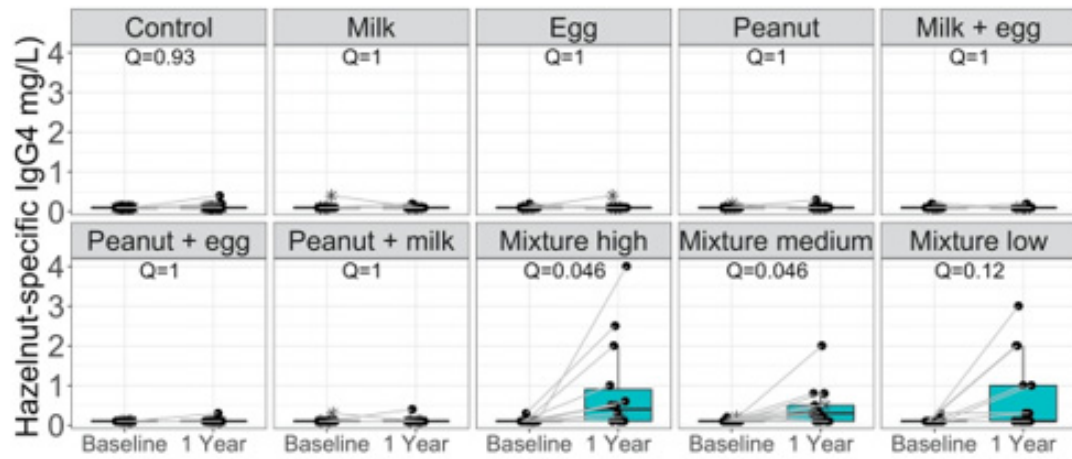 Hazelnut-specific IgG4 mg/L)
Control Milk Egg Peanut Milk + egg
Q=0.93 Q=1 Q=1 Q=1 Q=1
4
3
2
1
0
Peanut + egg Peanut + milk Mixture high Mixture medium Mixture low
Q=1 Q=1 Q=0.046 Q=0.046 Q=0.12
4
3
2
1
0
Baseline 1 Year Baseline 1 Year Baseline 1 Year Baseline 1 Year Baseline 1 Year